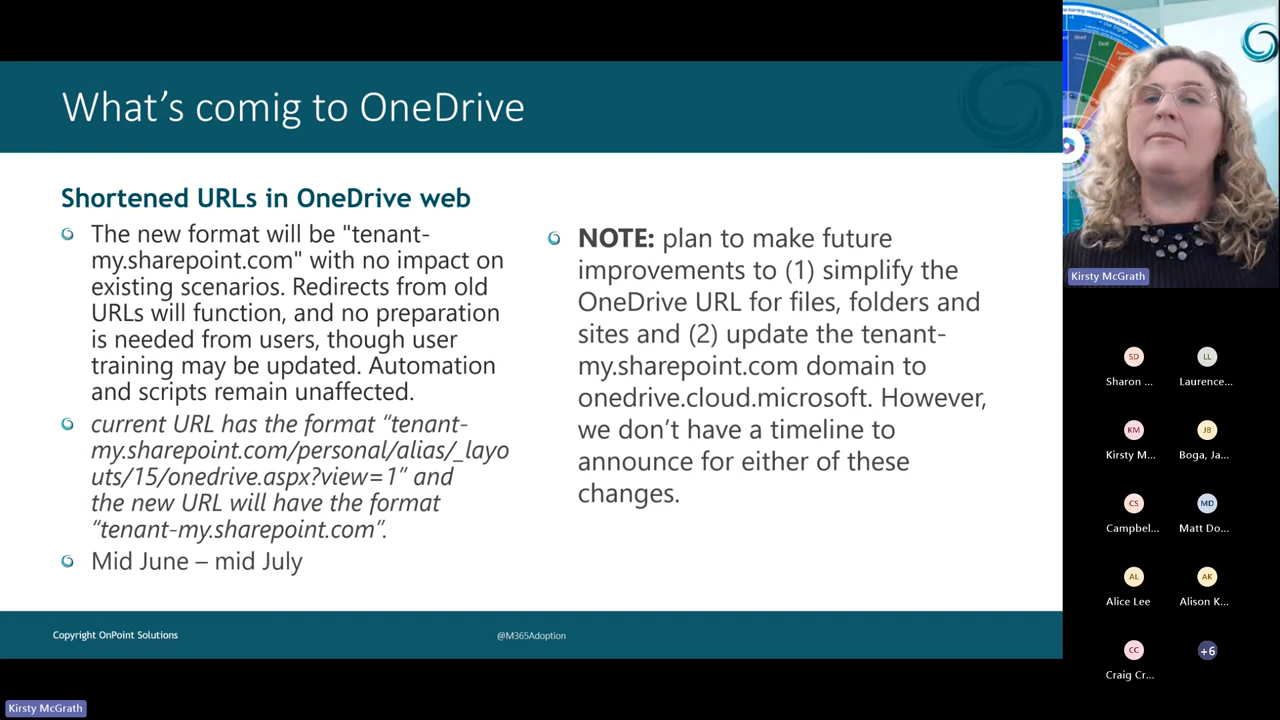 What's comig to OneDrive
Shortened URLs in OneDrive web
The new format will be "tenant-
my.sharepoint.com" with no impact on
existing scenarios. Redirects from old
URLs will function, and no preparation
is needed from users, though user
training may be updated. Automation
and scripts remain unaffected.
current URL has the format “tenant-
my.sharepoint.com/personal/alias/_layo
uts/15/onedrive.aspx?view=1” and
the new URL will have the format
“tenant-my.sharepoint.com”.
Mid June – mid July
NOTE: plan to make future
improvements to (1) simplify the
OneDrive URL for files, folders and
sites and (2) update the tenant-
my.sharepoint.com domain to
onedrive.cloud.microsoft. However,
we don’t have a timeline to
announce for either of these
changes.
Copyright OnPoint Solutions
@M365Adoption
Kirsty McGrath
Word
Excel
Kirsty McGrath
SD
Sharon ...
LL
Laurence...
KM
Kirsty M...
JB
Boga, Ja...
CS
Campbel...
MD
Matt Do...
AL
Alice Lee
AK
Alison K...
CC
Craig Cr...
+6